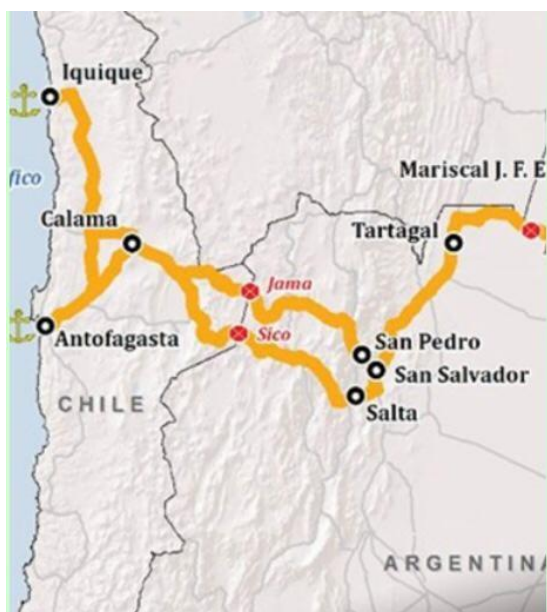 Iquique
fico
Mariscal J. F. E
Calama
Tartagal
Jama
Sico
Antofagasta
San Pedro
San Salvador
CHILE
Salta
ARGENTINA